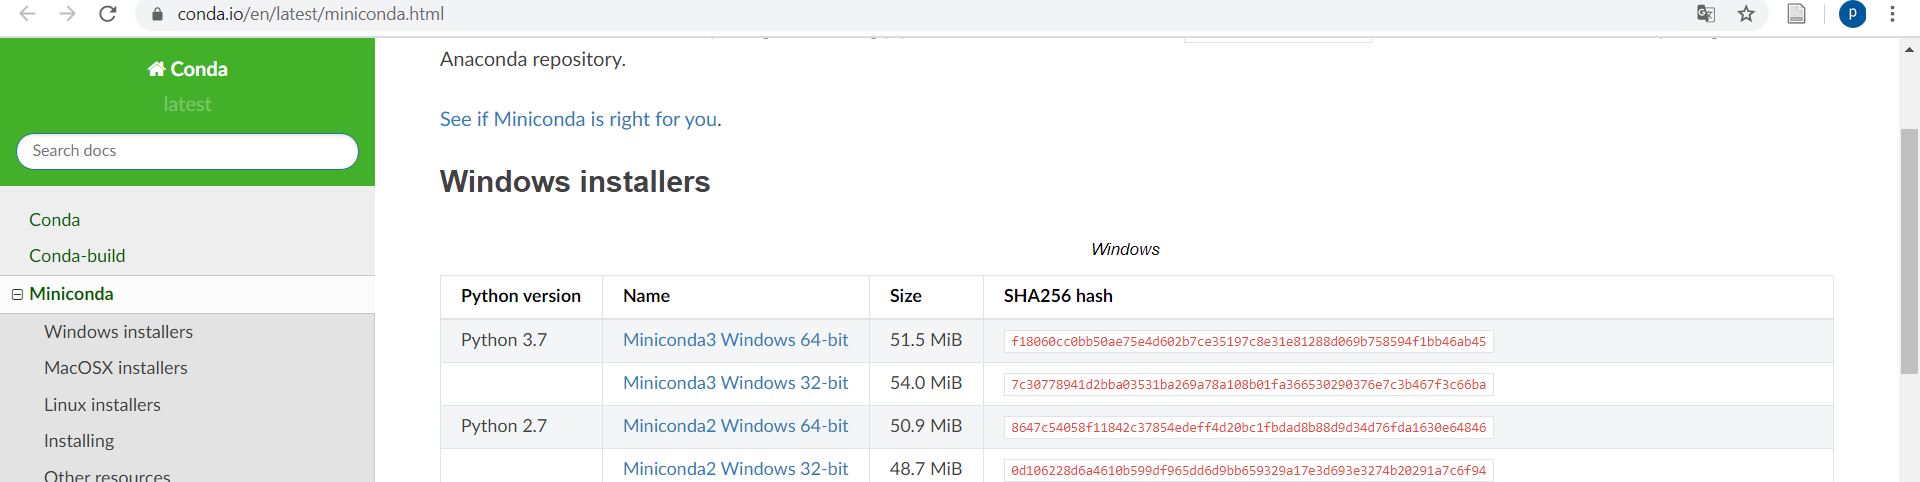 conda.io/en/latest/miniconda.html
p
Conda
latest
Search docs
Conda
Conda-build
Miniconda
Windows installers
MacOSX installers
Linux installers
Installing
Other resources
Anaconda repository.
See if Miniconda is right for you.
Windows installers
Windows
Python version Name Size SHA256 hash
Python 3.7 Miniconda3 Windows 64-bit 51.5 MiB f18060cc0bb50ae75e4d602b7ce35197c8e31e81288d069b758594f1bb46ab45
Miniconda3 Windows 32-bit 54.0 MiB 7c30778941d2bba03531ba269a78a108b01fa366530290376e7c3b467f3c66ba
Python 2.7 Miniconda2 Windows 64-bit 50.9 MiB 8647c54058f11842c37854edeff4d20bc1fbdad8b88d9d34d76fda1630e64846
Miniconda2 Windows 32-bit 48.7 MiB 0d106228d6a4610b599df965dd6d9bb659329a17e3d693e3274b20291a7c6f94